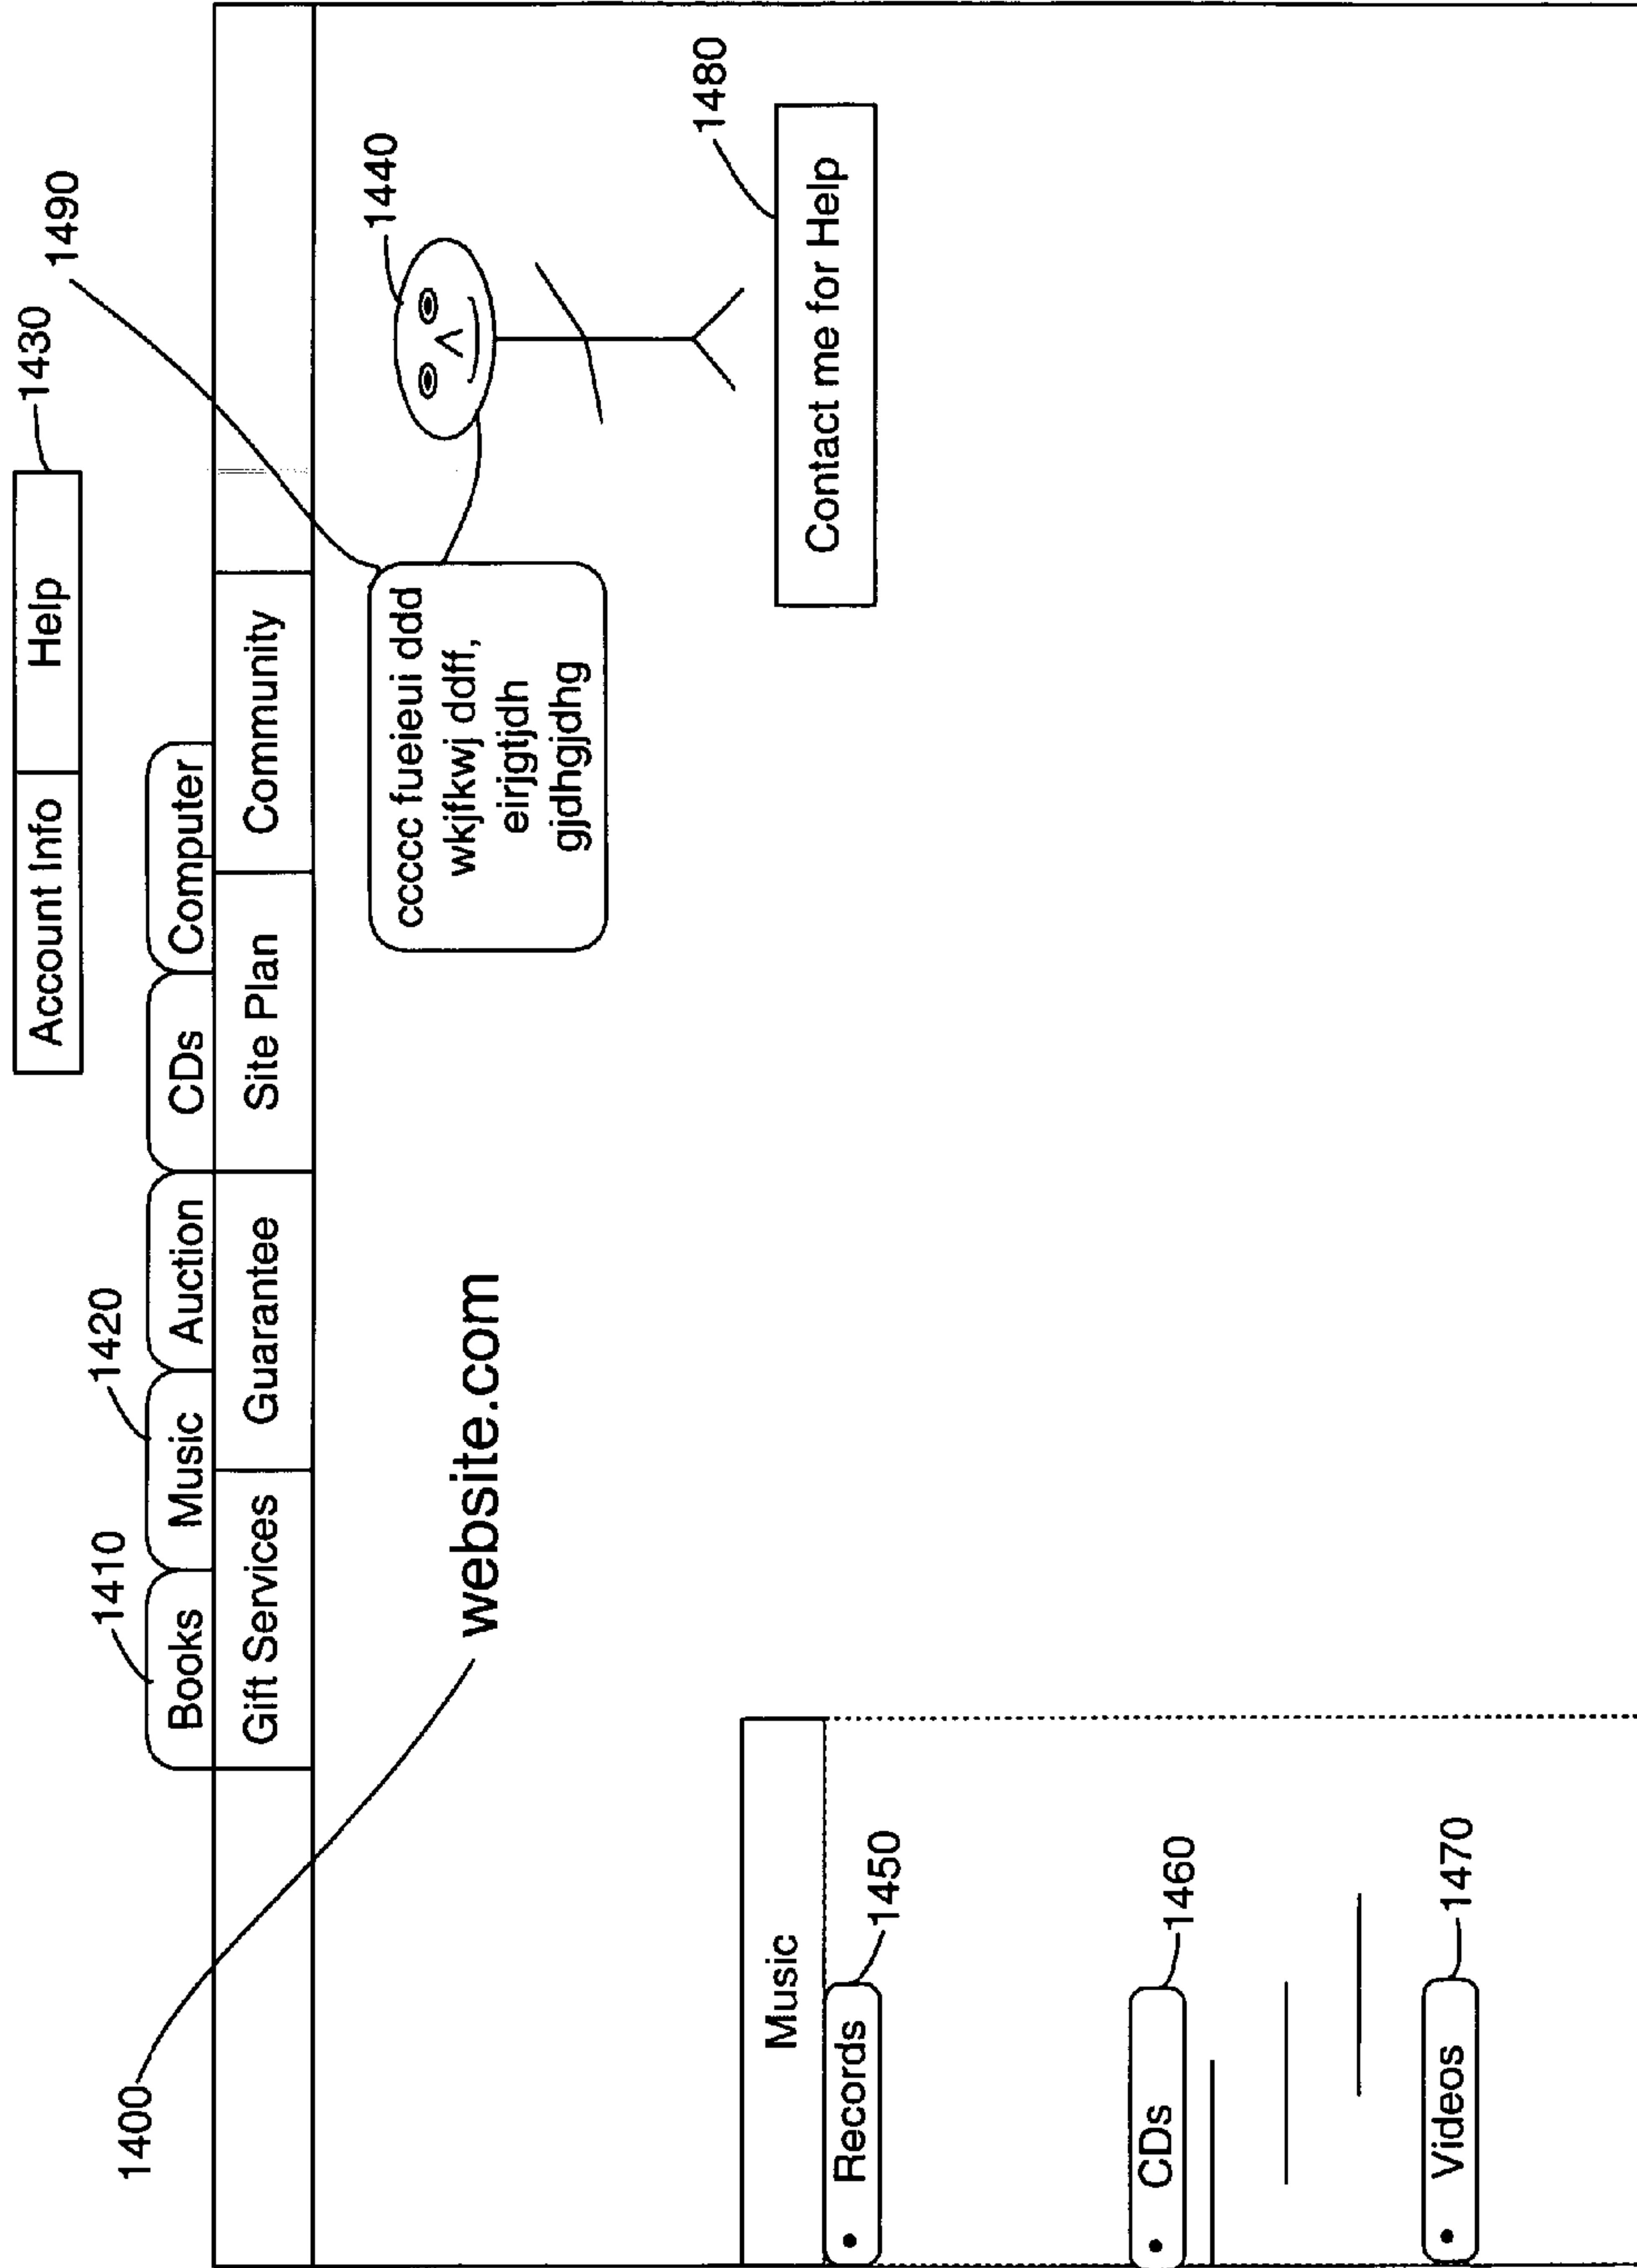 1430
Account Info Help
1490
1410
1420
Books Music Auction CDs Computer
Gift Services Guarantee Site Plan Community
1400
1440
ccccc fueieui ddd
wkjfkwj ddff,
eirjgtjdh
gjdhgjdhg
website.com
1480
Contact me for Help
Music
• Records
1450
• CDs
1460
• Videos
1470